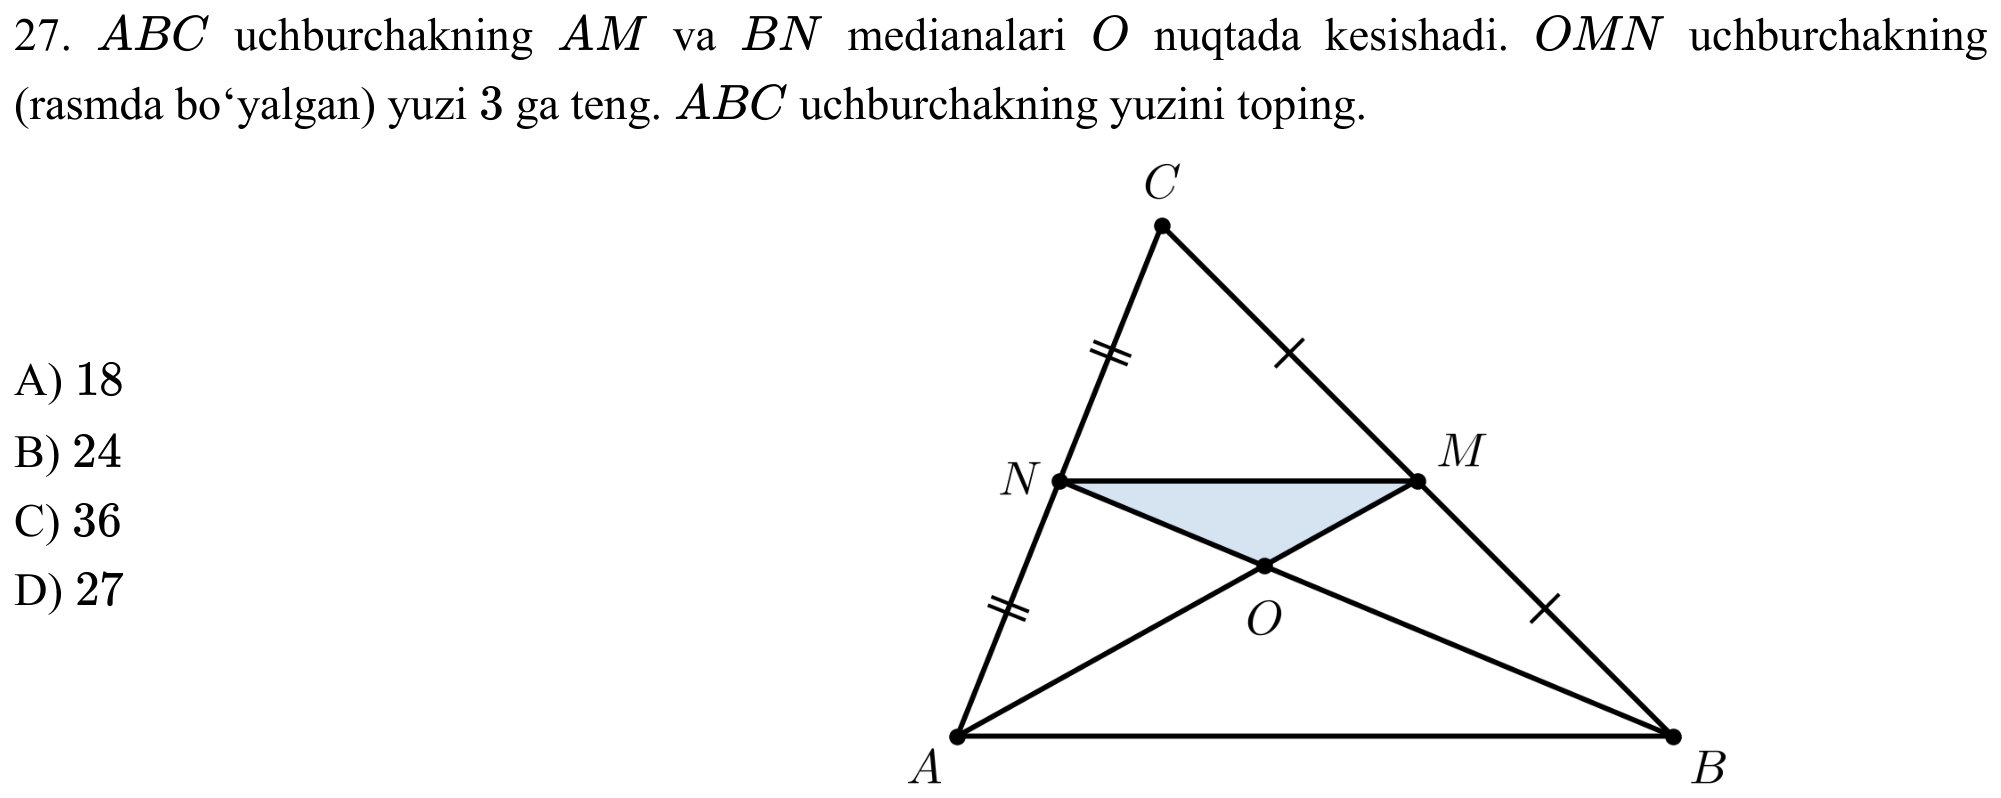 27. ABC uchburchakning AM va BN medianalari O nuqtada kesishadi. OMN uchburchakning
(rasmda bo‘yalgan) yuzi 3 ga teng. ABC uchburchakning yuzini toping.
C
A) 18
B) 24
C) 36
D) 27
N
M
O
A
B